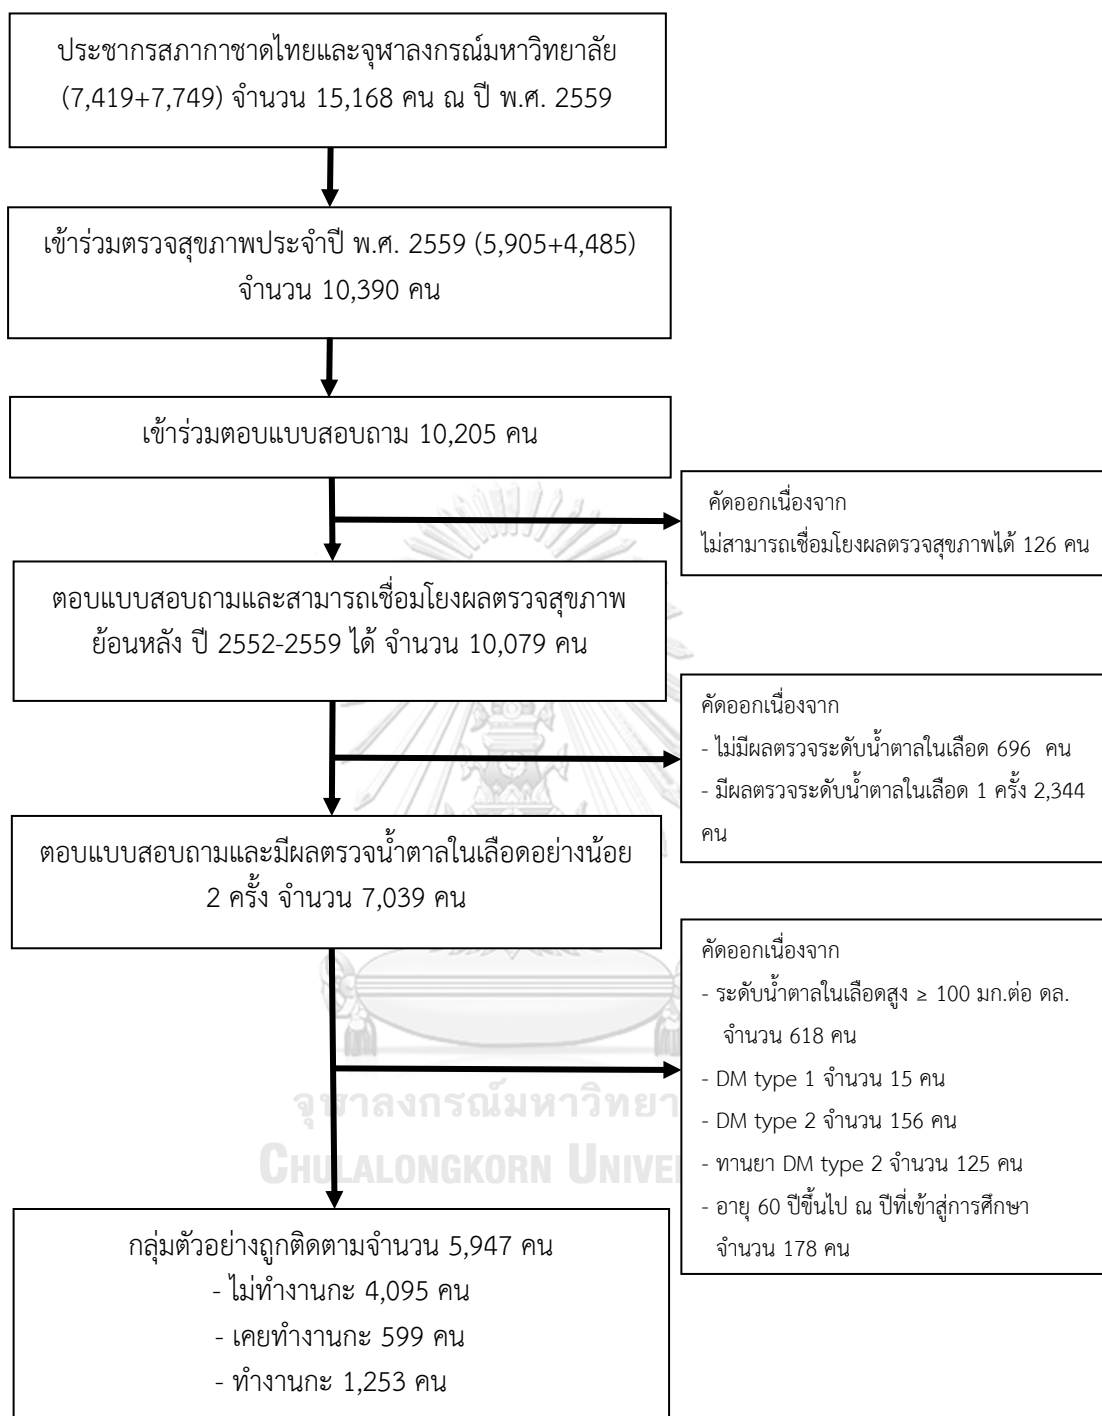 ประชากรสภากาชาดไทยและจุฬาลงกรณ์มหาวิทยาลัย
(7,419+7,749) จำนวน 15,168 คน ณ ปี พ.ศ. 2559
เข้าร่วมตรวจสุขภาพประจำปี พ.ศ. 2559 (5,905+4,485)
จำนวน 10,390 คน
เข้าร่วมตอบแบบสอบถาม 10,205 คน
คัดออกเนื่องจาก
ไม่สามารถเชื่อมโยงผลตรวจสุขภาพได้ 126 คน
ตอบแบบสอบถามและสามารถเชื่อมโยงผลตรวจสุขภาพ
ย้อนหลัง ปี 2552-2559 ได้ จำนวน 10,079 คน
คัดออกเนื่องจาก
- ไม่มีผลตรวจระดับน้ำตาลในเลือด 696 คน
- มีผลตรวจระดับน้ำตาลในเลือด 1 ครั้ง 2,344
คน
ตอบแบบสอบถามและมีผลตรวจน้ำตาลในเลือดอย่างน้อย
2 ครั้ง จำนวน 7,039 คน
คัดออกเนื่องจาก
- ระดับน้ำตาลในเลือดสูง ≥ 100 มก.ต่อ ดล.
จำนวน 618 คน
- DM type 1 จำนวน 15 คน
- DM type 2 จำนวน 156 คน
- ทานยา DM type 2 จำนวน 125 คน
- อายุ 60 ปีขึ้นไป ณ ปีที่เข้าสู่การศึกษา
จำนวน 178 คน
จุฬาลงกรณ์มหาวิทยา
CHULALONGKORN UNIVE
กลุ่มตัวอย่างถูกติดตามจำนวน 5,947 คน
- ไม่ทำงานกะ 4,095 คน
- เคยทำงานกะ 599 คน
- ทำงานกะ 1,253 คน